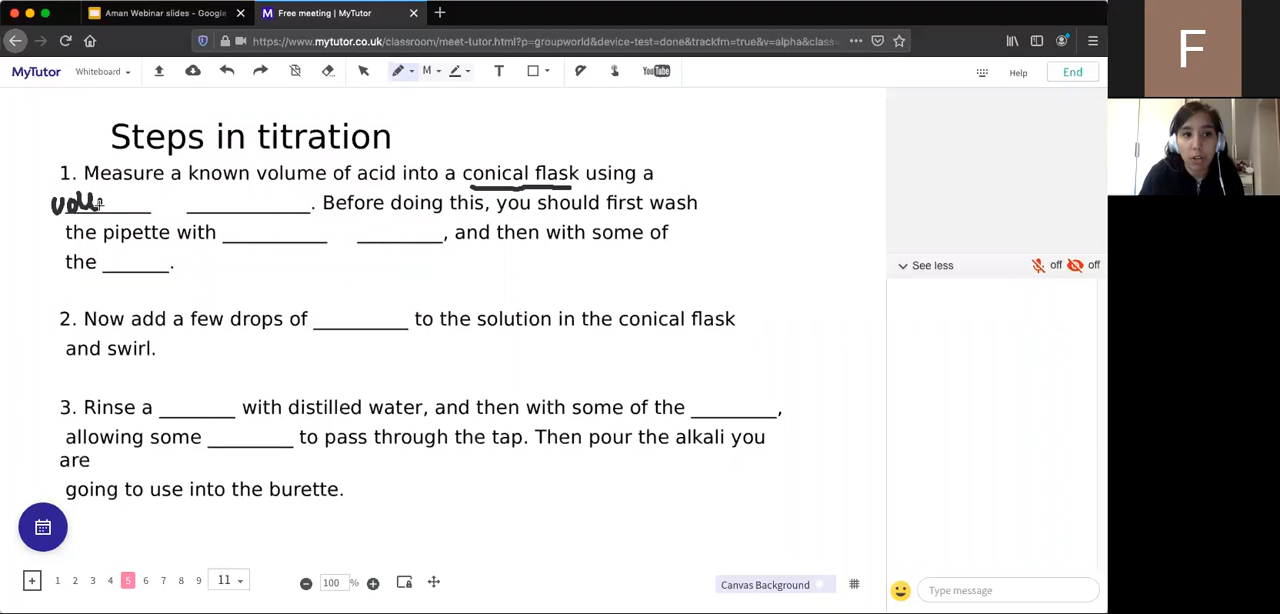 Aman Webinar slides - Google
Free meeting | MyTutor
https://www.mytutor.co.uk/classroom/meet-tutor.html?p=groupworld&device-test=done&trackfm=true&v=alpha&class=
MyTutor Whiteboard M T YouTube Help End
F
Steps in titration
1. Measure a known volume of acid into a conical flask using a
volu ________ ____________. Before doing this, you should first wash
the pipette with __________ ________, and then with some of
the ______.
2. Now add a few drops of _________ to the solution in the conical flask
and swirl.
3. Rinse a _______ with distilled water, and then with some of the ________,
allowing some ________ to pass through the tap. Then pour the alkali you
are
going to use into the burette.
See less off off
1 2 3 4 5 6 7 8 9 11 100 % Canvas Background Type message